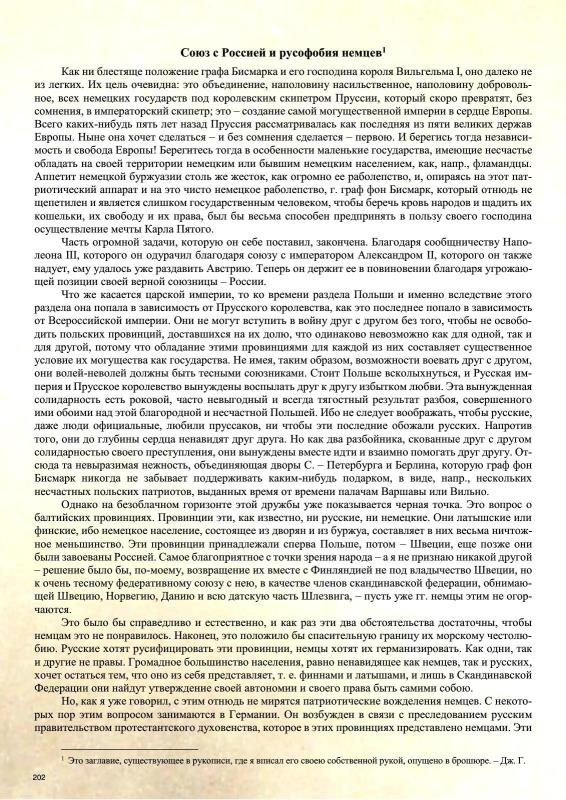 Союз с Россией и русофобия немцев¹
Как ни блестяще положение графа Бисмарка и его господина короля Вильгельма I, оно далеко не
из легких. Их цель очевидна: это объединение, наполовину насильственное, наполовину доброволь-
ное, всех немецких государств под королевским скипетром Пруссии, который скоро превратят, без
сомнения, в императорский скипетр; это – создание самой могущественной империи в сердце Европы.
Всего каких-нибудь пять лет назад Пруссия рассматривалась как последняя из пяти великих держав
Европы. Ныне она хочет сделаться – и без сомнения сделается – первою. И берегись тогда независи-
мость и свобода Европы! Берегитесь тогда в особенности маленькие государства, имеющие несчастье
обладать на своей территории немецким или бывшим немецким населением, как, напр., фламандцы.
Аппетит немецкой буржуазии столь же жесток, как огромно ее раболепство, и, опираясь на этот пат-
риотический аппарат и на это чисто немецкое раболепство, г. граф фон Бисмарк, который отнюдь не
щепетилен и является слишком государственным человеком, чтобы беречь кровь народов и щадить их
кошельки, их свободу и их права, был бы весьма способен предпринять в пользу своего господина
осуществление мечты Карла Пятого.
Часть огромной задачи, которую он себе поставил, закончена. Благодаря сообщничеству Напо-
леона III, которого он одурачил благодаря союзу с императором Александром II, которого он также
надует, ему удалось уже раздавить Австрию. Теперь он держит ее в повиновении благодаря угрожаю-
щей позиции своей верной союзницы – России.
Что же касается царской империи, то ко времени раздела Польши и именно вследствие этого
раздела она попала в зависимость от Прусского королевства, как это последнее попало в зависимость
от Всероссийской империи. Они не могут вступить в войну друг с другом без того, чтобы не освобо-
дить польских провинций, доставшихся на их долю, что одинаково невозможно как для одной, так и
для другой, потому что обладание этими провинциями для каждой из них составляет существенное
условие их могущества как государства. Не имея, таким образом, возможности воевать друг с другом,
они волей-неволей должны быть тесными союзниками. Стоит Польше всколыхнуться, и Русская им-
перия и Прусское королевство вынуждены воспылать друг к другу избытком любви. Эта вынужденная
солидарность есть роковой, часто невыгодный и всегда тягостный результат разбоя, совершенного
ими обоими над этой благородной и несчастной Польшей. Ибо не следует воображать, чтобы русские,
даже люди официальные, любили пруссаков, ни чтобы эти последние обожали русских. Напротив
того, они до глубины сердца ненавидят друг друга. Но как два разбойника, скованные друг с другом
солидарностью своего преступления, они вынуждены вместе идти и взаимно помогать друг другу. От-
сюда та невыразимая нежность, объединяющая дворы С. – Петербурга и Берлина, которую граф фон
Бисмарк никогда не забывает поддерживать каким-нибудь подарком, в виде, напр., нескольких
несчастных польских патриотов, выданных время от времени палачам Варшавы или Вильно.
Однако на безоблачном горизонте этой дружбы уже показывается черная точка. Это вопрос о
балтийских провинциях. Провинции эти, как известно, ни русские, ни немецкие. Они латышские или
финские, ибо немецкое население, состоящее из дворян и из буржуа, составляет в них весьма ничтож-
ное меньшинство. Эти провинции принадлежали сперва Польше, потом – Швеции, еще позже они
были завоеваны Россией. Самое благоприятное с точки зрения народа – а я не признаю никакой другой
– решение было бы, по-моему, возвращение их вместе с Финляндией не под владычество Швеции, но
к очень тесному федеративному союзу с нею, в качестве членов скандинавской федерации, обнимаю-
щей Швецию, Норвегию, Данию и всю датскую часть Шлезвига, – пусть уже гг. немцы этим не огор-
чаются.
Это было бы справедливо и естественно, и как раз эти два обстоятельства достаточны, чтобы
немцам это не понравилось. Наконец, это положило бы спасительную границу их морскому честолю-
бию. Русские хотят русифицировать эти провинции, немцы хотят их германизировать. Как одни, так
и другие не правы. Громадное большинство населения, равно ненавидящее как немцев, так и русских,
хочет остаться тем, что оно из себя представляет, т. е. финнами и латышами, и лишь в Скандинавской
Федерации они найдут утверждение своей автономии и своего права быть самими собою.
Но, как я уже говорил, с этим отнюдь не мирятся патриотические вожделения немцев. С некото-
рых пор этим вопросом занимаются в Германии. Он возбужден в связи с преследованием русским
правительством протестантского духовенства, которое в этих провинциях представлено немцами. Эти
¹ Это заглавие, существующее в рукописи, где я вписал его своею собственной рукой, опущено в брошюре. – Дж. Г.
202